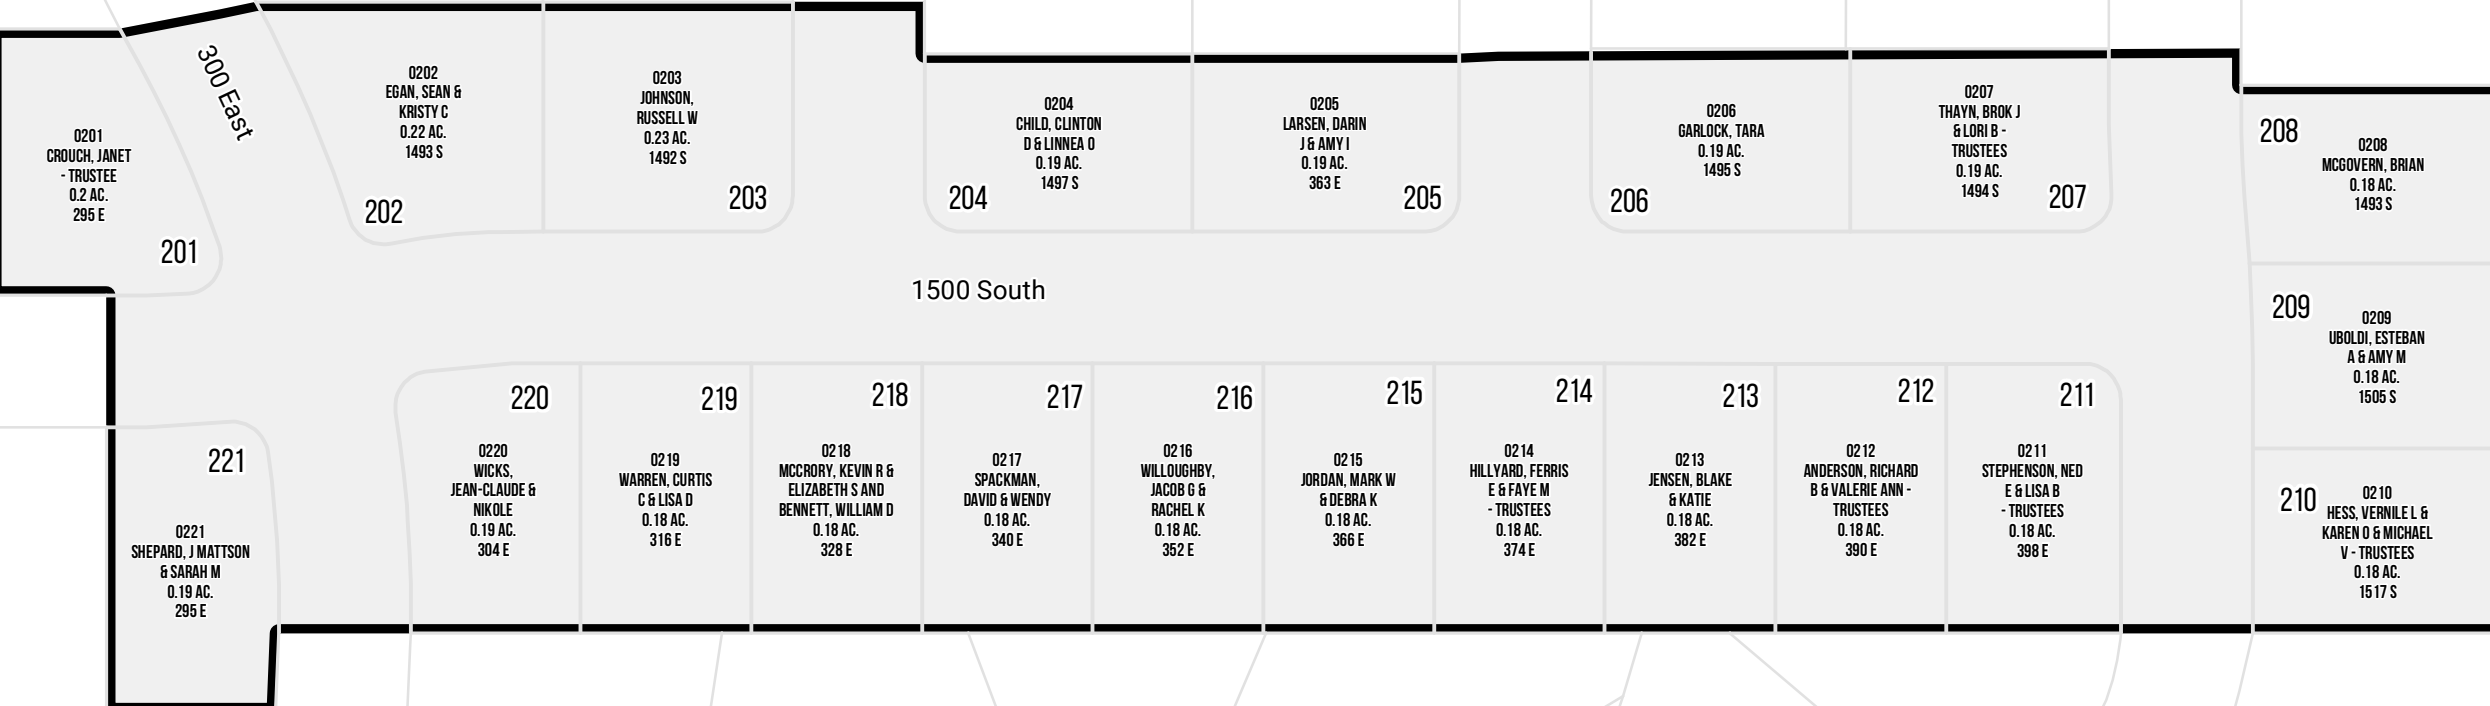 300 East
0201
CROUCH, JANET
- TRUSTEE
0.2 AC.
295 E
201
0202
EGAN, SEAN &
KRISTY C
0.22 AC.
1493 S
202
0203
JOHNSON,
RUSSELL W
0.23 AC.
1492 S
203
0204
CHILD, CLINTON
D & LINNEA O
0.19 AC.
1497 S
204
0205
LARSEN, DARIN
J & AMY I
0.19 AC.
363 E
205
0206
GARLOCK, TARA
0.19 AC.
1495 S
206
0207
THAYN, BROK J
& LORI B -
TRUSTEES
0.19 AC.
1494 S
207
208
0208
MCGOVERN, BRIAN
0.18 AC.
1493 S
1500 South
209
0209
UBOLDI, ESTEBAN
A & AMY M
0.18 AC.
1505 S
210
0210
HESS, VERNILE L &
KAREN O & MICHAEL
V - TRUSTEES
0.18 AC.
1517 S
221
0221
SHEPARD, J MATTSON
& SARAH M
0.19 AC.
295 E
220
0220
WICKS,
JEAN-CLAUDE &
NIKOLE
0.19 AC.
304 E
219
0219
WARREN, CURTIS
C & LISA D
0.18 AC.
316 E
218
0218
MCCRORY, KEVIN R &
ELIZABETH S AND
BENNETT, WILLIAM D
0.18 AC.
328 E
217
0217
SPACKMAN,
DAVID & WENDY
0.18 AC.
340 E
216
0216
WILLOUGHBY,
JACOB G &
RACHEL K
0.18 AC.
352 E
215
0215
JORDAN, MARK W
& DEBRA K
0.18 AC.
366 E
214
0214
HILLYARD, FERRIS
E & FAYE M
- TRUSTEES
0.18 AC.
374 E
213
0213
JENSEN, BLAKE
& KATIE
0.18 AC.
382 E
212
0212
ANDERSON, RICHARD
B & VALERIE ANN -
TRUSTEES
0.18 AC.
390 E
211
0211
STEPHENSON, NED
E & LISA B
- TRUSTEES
0.18 AC.
398 E